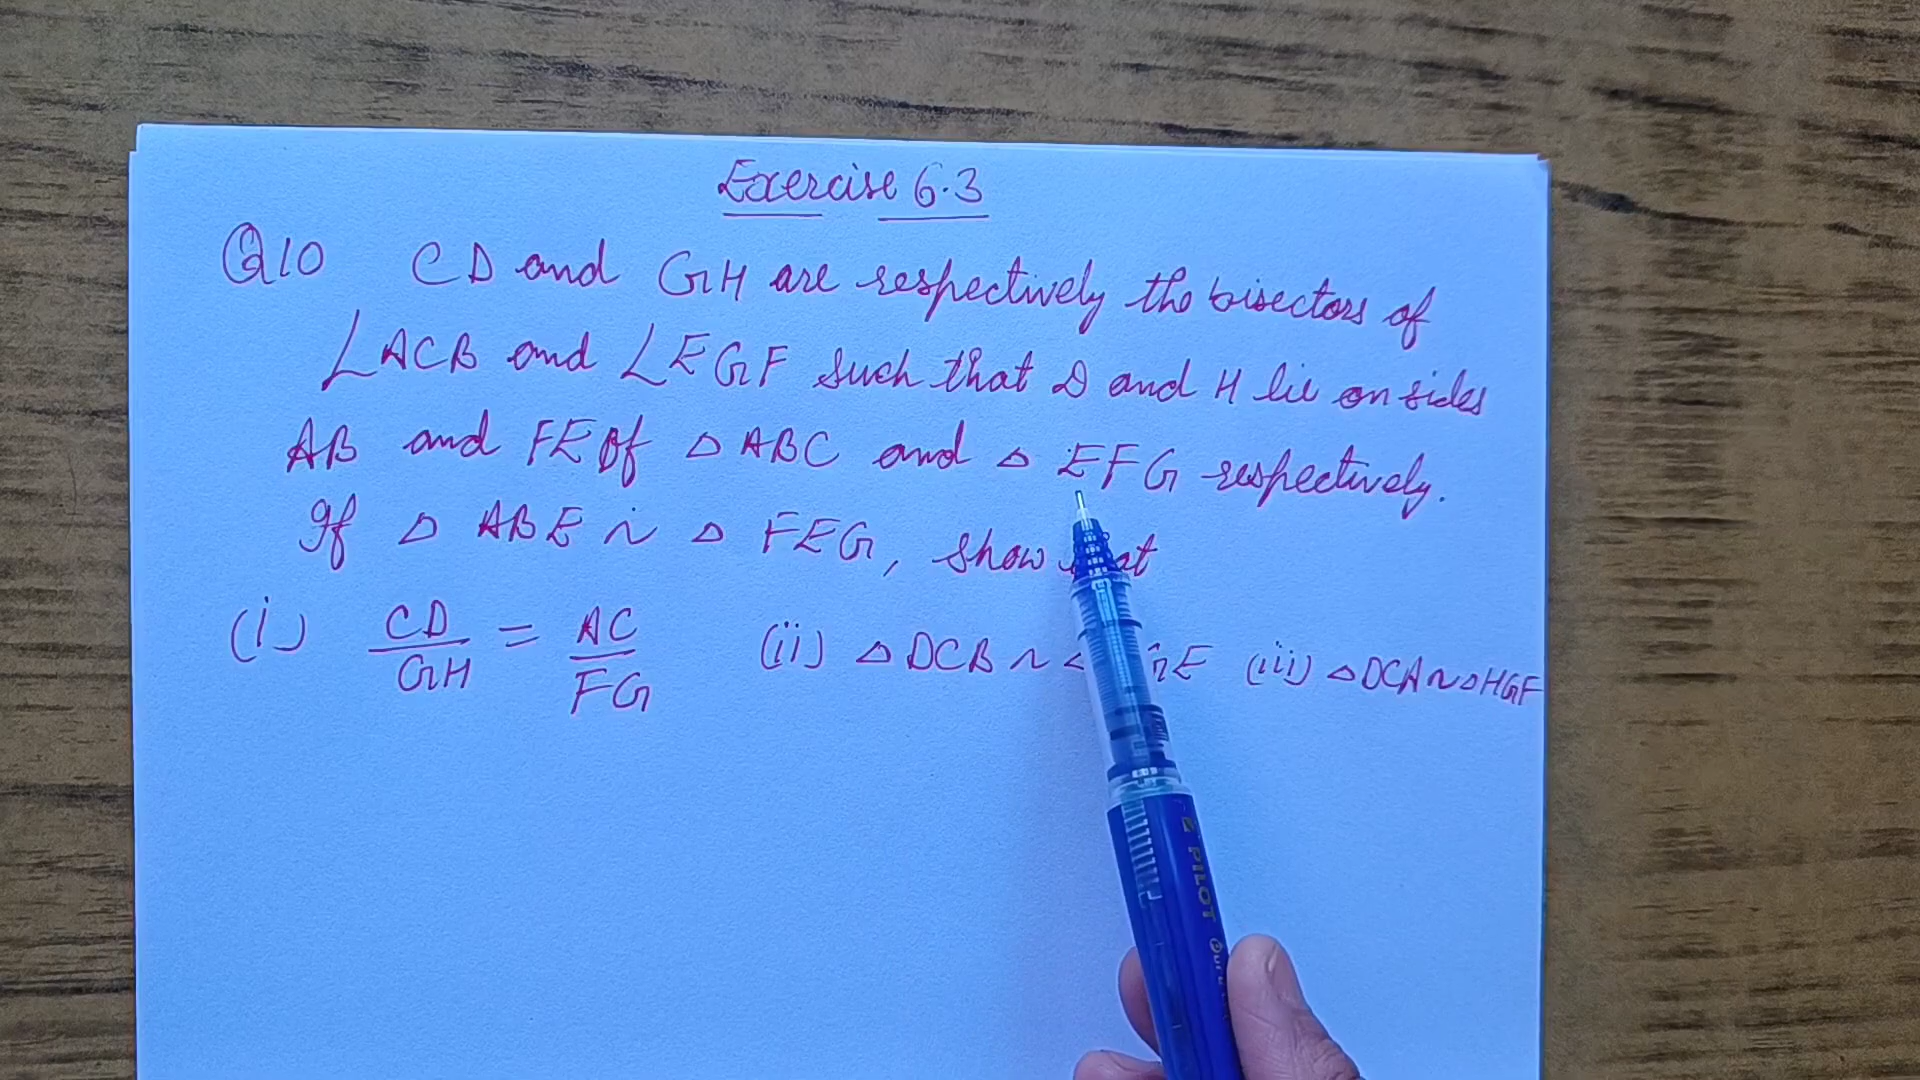 Exercise 6.3
Q10 CD and GH are respectively the bisectors of
∠ACB and ∠EGF such that D and H lie on sides
AB and FE of △ ABC and △ EFG respectively.
If △ ABE ~ △ FEG, show
(i) CD/GH = AC/FG (ii) △ DCB ~ (iii) △DCA ~ △HGF
PILOT